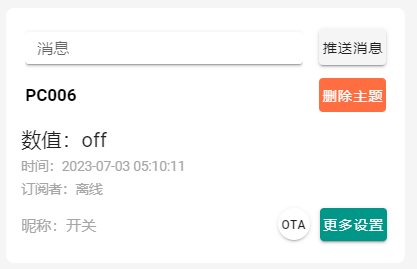 消息 推送消息
PC006 删除主题
数值：off
时间：2023-07-03 05:10:11
订阅者：离线
昵称：开关 OTA 更多设置